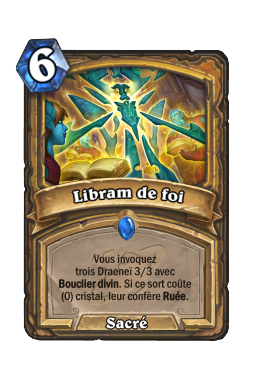 6
Libram de foi
Vous invoquez
trois Draenei 3/3 avec
Bouclier divin. Si ce sort coûte
(0) cristal, leur confère Ruée.
Sacré